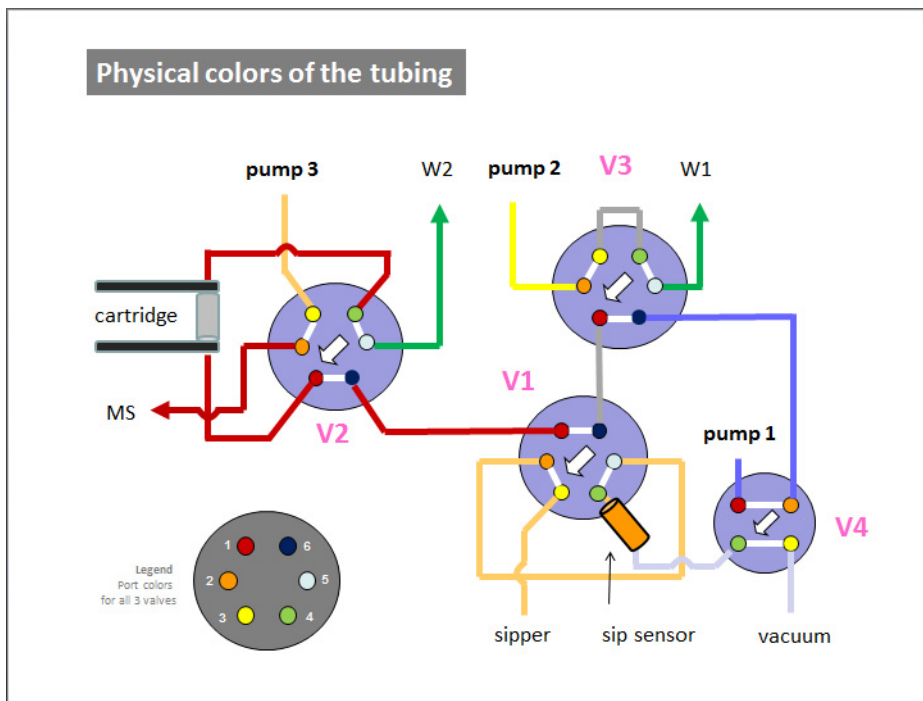 Physical colors of the tubing
pump 3
W2
pump 2
V3
W1
cartridge
MS
V2
V1
pump 1
V4
Legend
Port colors
for all 3 valves
1
6
2
5
3
4
sipper
sip sensor
vacuum